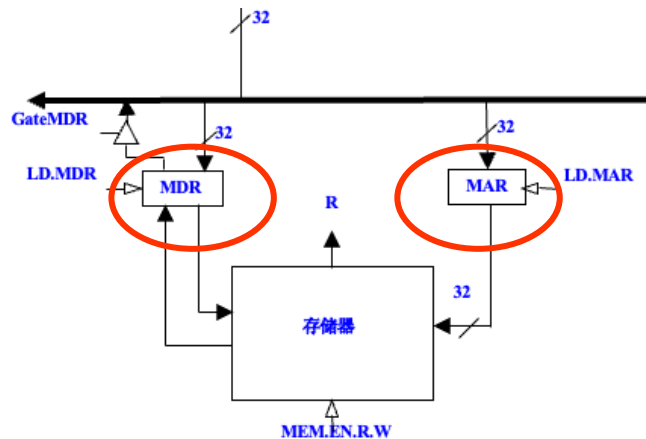 32
GateMDR
32
32
LD.MDR
MDR
MAR
LD.MAR
R
32
存储器
MEM.EN.R.W